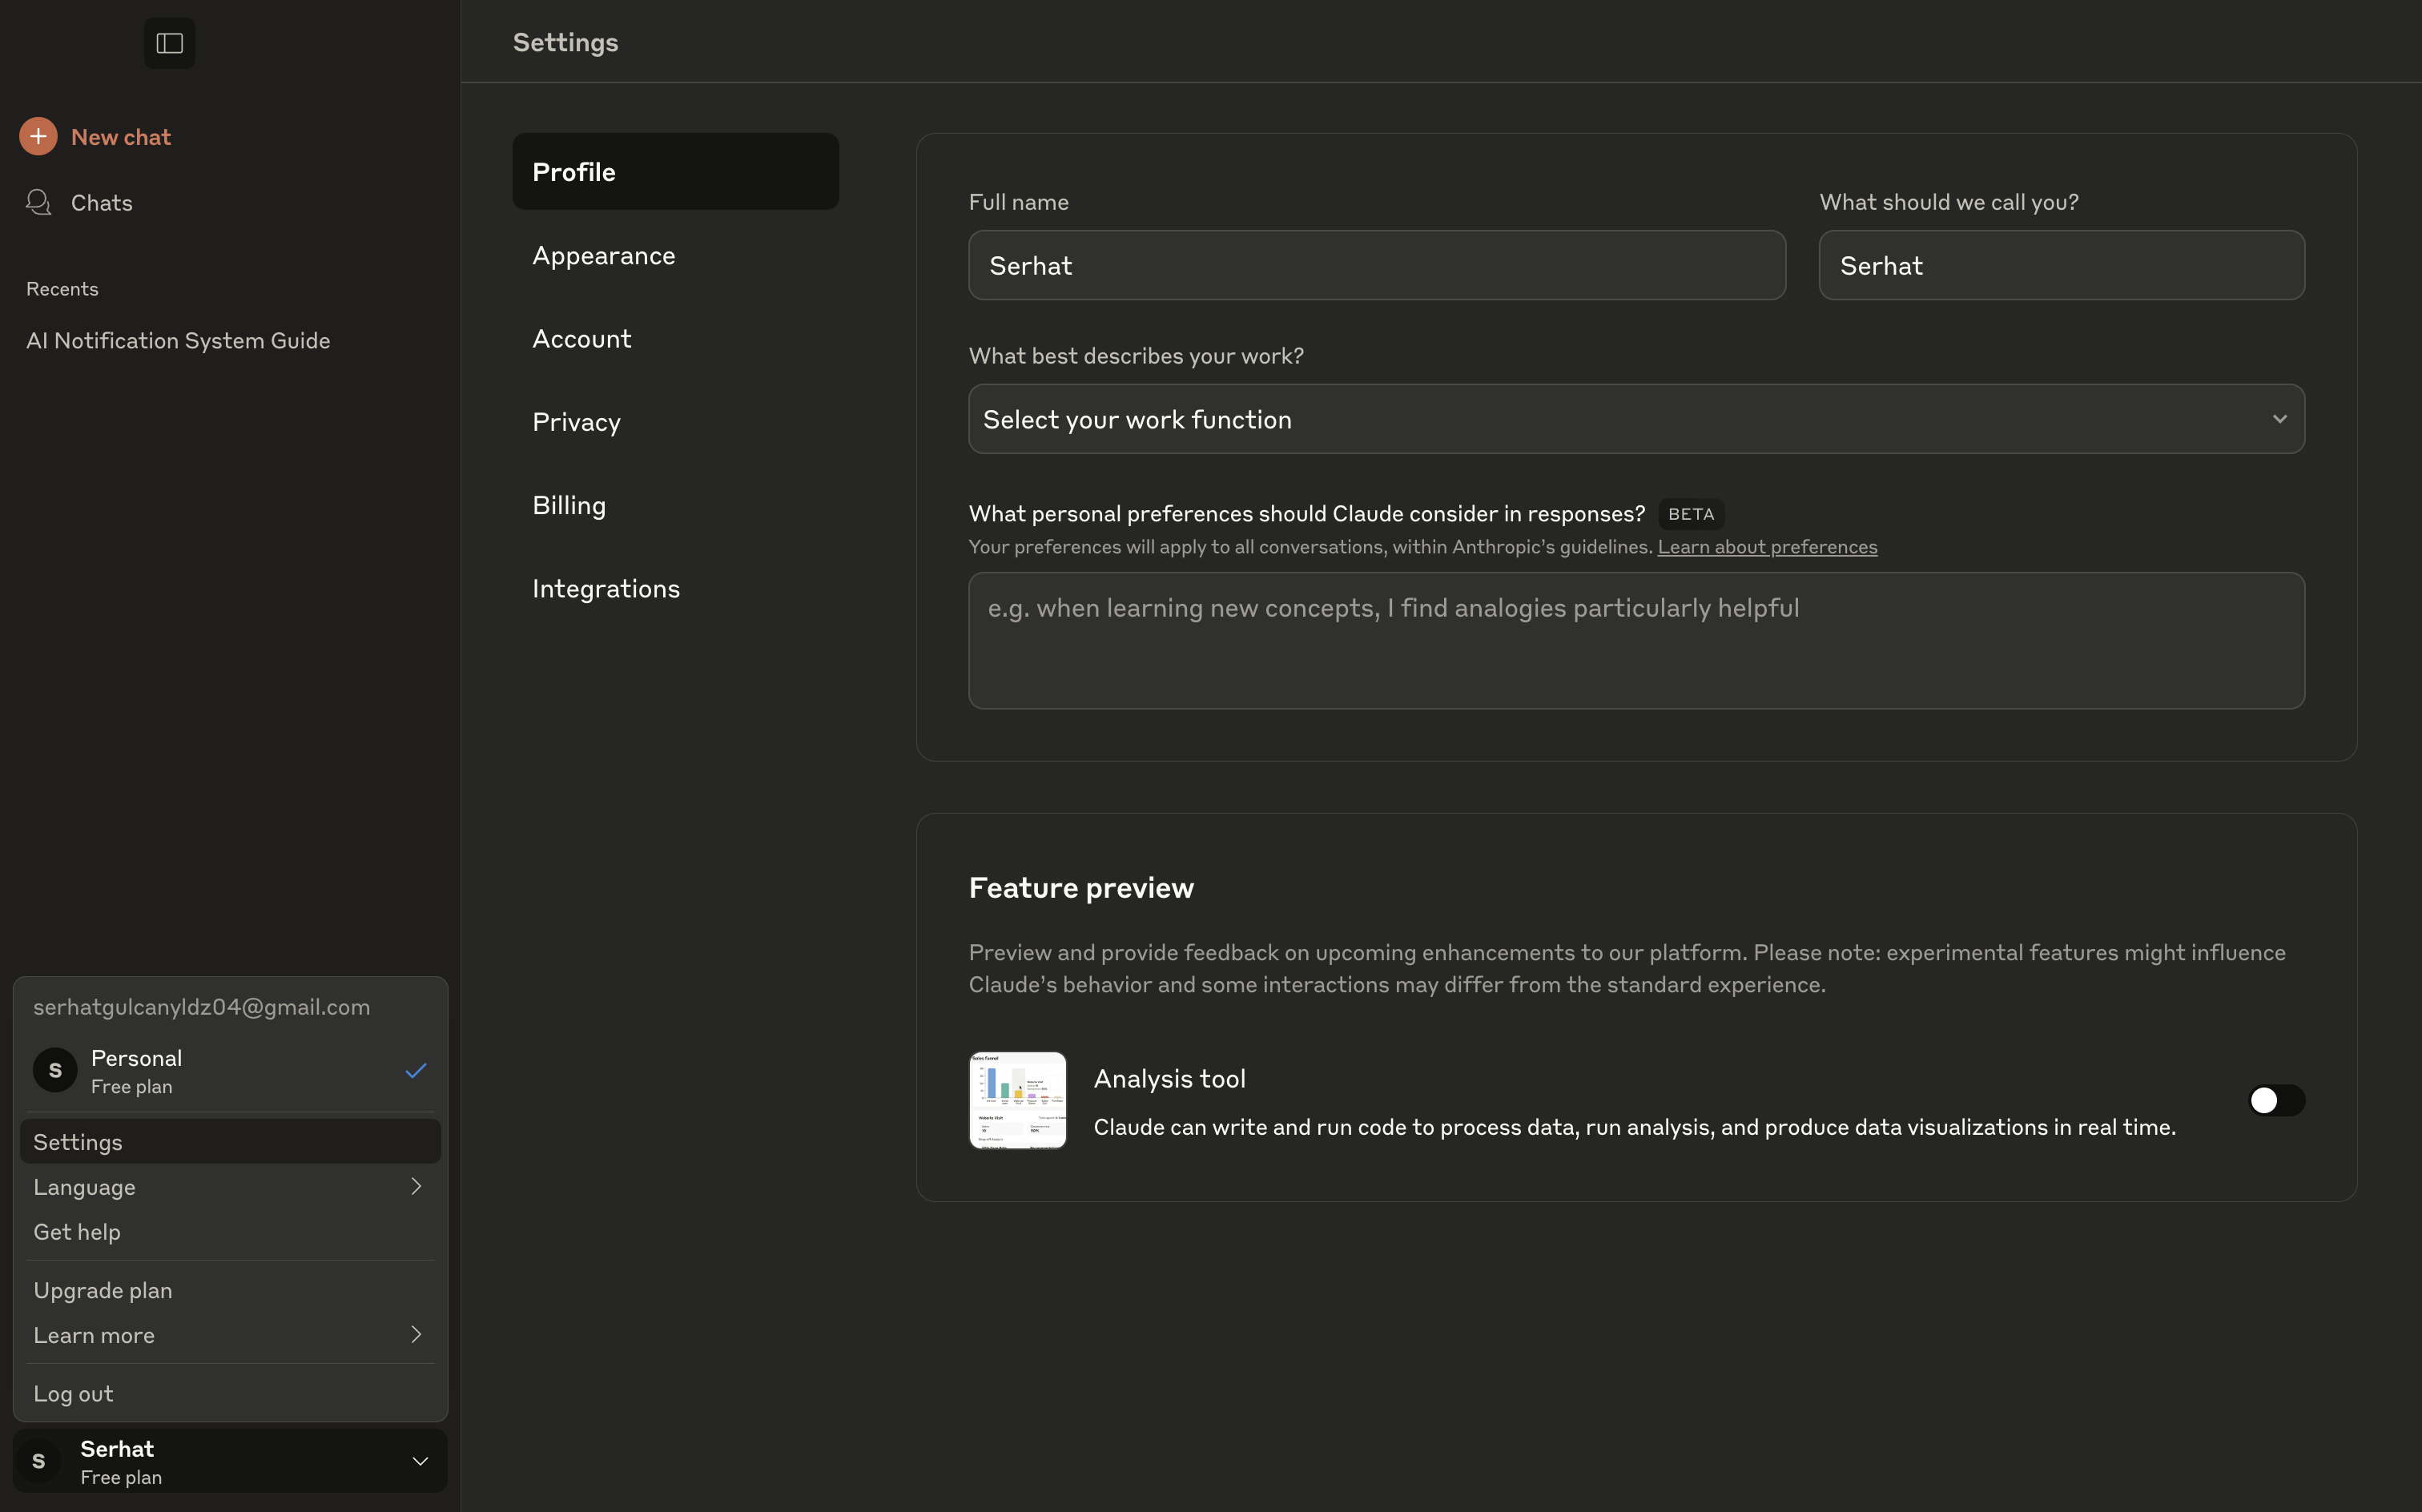 Settings
New chat
Chats
Recents
AI Notification System Guide
serhatgulcanyldz04@gmail.com
S
Personal
Free plan
Settings
Language
Get help
Upgrade plan
Learn more
Log out
S
Serhat
Free plan
Profile
Appearance
Account
Privacy
Billing
Integrations
Full name
What should we call you?
Serhat
Serhat
What best describes your work?
Select your work function
What personal preferences should Claude consider in responses? BETA
Your preferences will apply to all conversations, within Anthropic’s guidelines. Learn about preferences
e.g. when learning new concepts, I find analogies particularly helpful
Feature preview
Preview and provide feedback on upcoming enhancements to our platform. Please note: experimental features might influence
Claude’s behavior and some interactions may differ from the standard experience.
Analysis tool
Claude can write and run code to process data, run analysis, and produce data visualizations in real time.